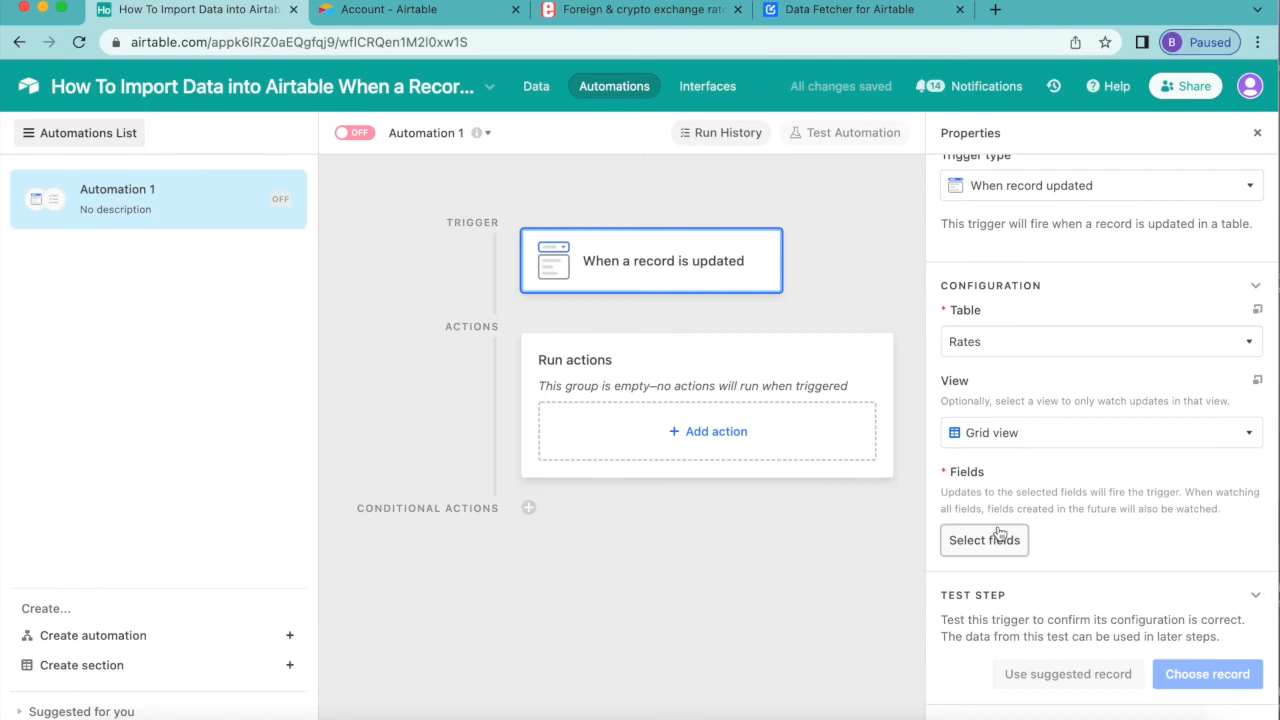 How To Import Data into Airtab
Account - Airtable
Foreign & crypto exchange rat
Data Fetcher for Airtable
airtable.com/appk6IRZ0aEQgfqj9/wflCRQen1M2l0xw1S
B Paused
How To Import Data into Airtable When a Recor...
Data
Automations
Interfaces
All changes saved
14 Notifications
Help
Share
Automations List
OFF Automation 1
Run History
Test Automation
Properties
Automation 1
No description
OFF
TRIGGER
When a record is updated
ACTIONS
Run actions
This group is empty—no actions will run when triggered
+ Add action
CONDITIONAL ACTIONS
Trigger type
When record updated
This trigger will fire when a record is updated in a table.
CONFIGURATION
* Table
Rates
View
Optionally, select a view to only watch updates in that view.
Grid view
* Fields
Updates to the selected fields will fire the trigger. When watching
all fields, fields created in the future will also be watched.
Select fields
TEST STEP
Test this trigger to confirm its configuration is correct.
The data from this test can be used in later steps.
Use suggested record
Choose record
Create...
Create automation +
Create section +
Suggested for you